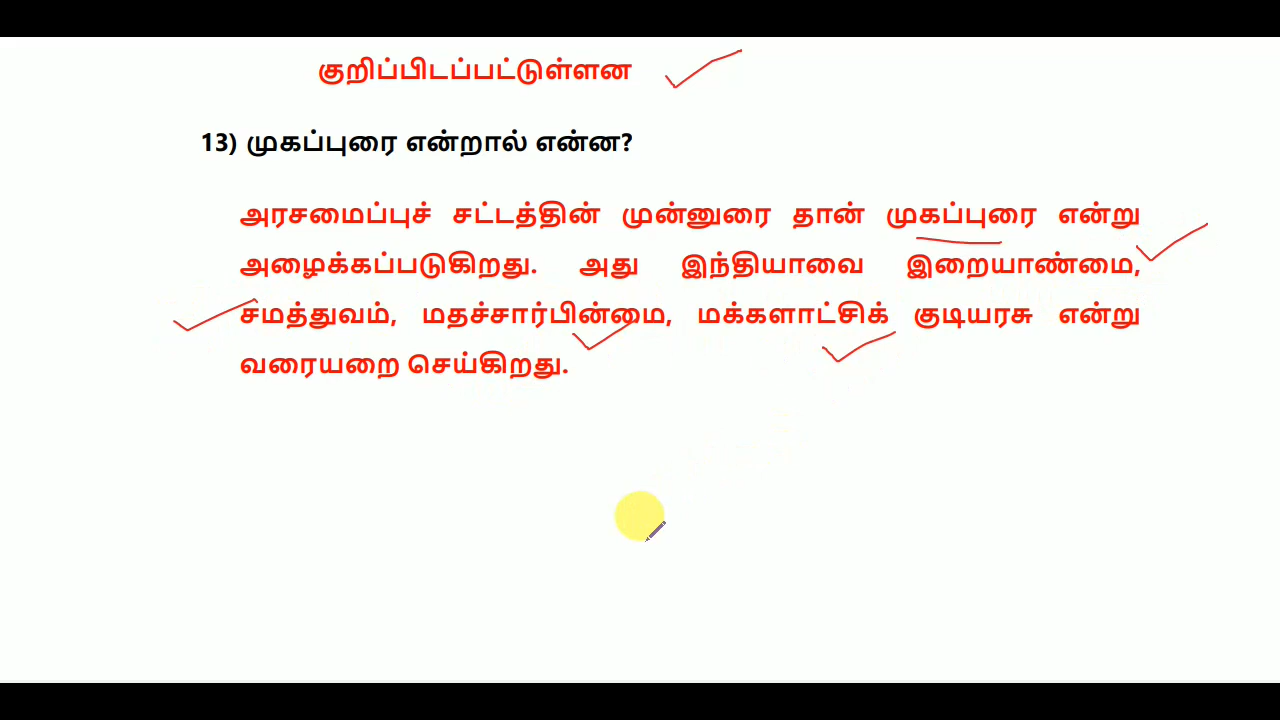 குறிப்பிடப்பட்டுள்ளன
13) முகப்புரை என்றால் என்ன?
அரசமைப்புச் சட்டத்தின் முன்னுரை தான் முகப்புரை என்று
அழைக்கப்படுகிறது. அது இந்தியாவை இறையாண்மை,
சமத்துவம், மதச்சார்பின்மை, மக்களாட்சிக் குடியரசு என்று
வரையறை செய்கிறது.